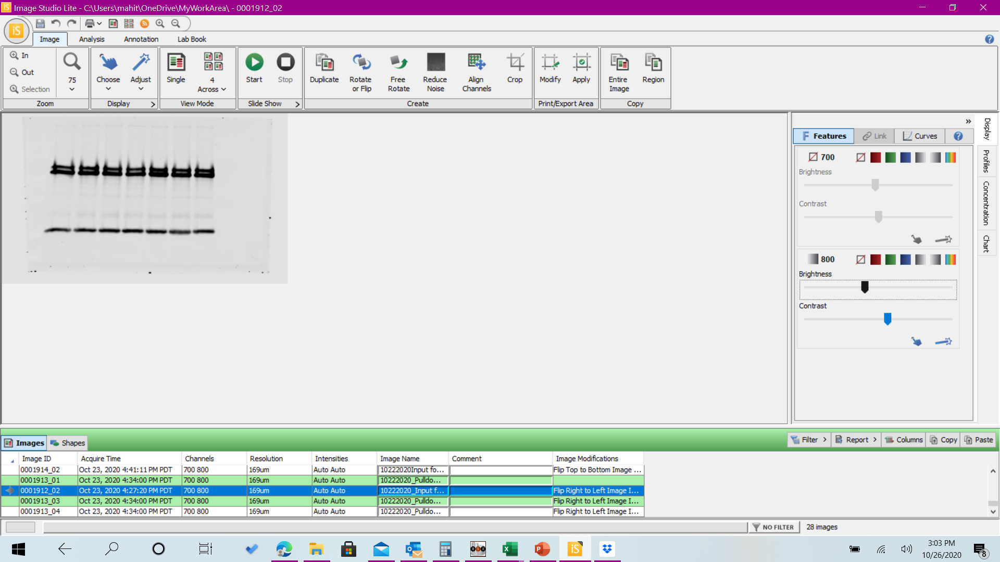 iS Image Studio Lite - C:\Users\mahit\OneDrive\MyWorkArea\ - 0001912_02
iS
Image Analysis Annotation Lab Book
In
Out
Selection
75
Zoom
Choose Adjust
Display
Single 4
Across
View Mode
Start Stop
Slide Show
Duplicate Rotate or Flip Free Rotate Reduce Noise Align Channels Crop
Create
Modify Apply
Print/Export Area
Entire Image Region
Copy
Features Link Curves
Display
Profiles
Concentration
Chart
700
Brightness
Contrast
800
Brightness
Contrast
Images Shapes Filter Report Columns Copy Paste
Image ID Acquire Time Channels Resolution Intensities Image Name Comment Image Modifications
0001914_02 Oct 23, 2020 4:41:11 PM PDT 700 800 169um Auto Auto 10222020Input fo... Flip Top to Bottom Image ...
0001913_01 Oct 23, 2020 4:34:00 PM PDT 700 800 169um Auto Auto 10222020_Pulldo...
0001912_02 Oct 23, 2020 4:27:20 PM PDT 700 800 169um Auto Auto 10222020_Input f... Flip Right to Left Image I...
0001913_03 Oct 23, 2020 4:34:00 PM PDT 700 800 169um Auto Auto 10222020_Pulldo... Flip Right to Left Image I...
0001913_04 Oct 23, 2020 4:34:00 PM PDT 700 800 169um Auto Auto 10222020_Pulldo... Flip Right to Left Image I...
NO FILTER 28 images
3:03 PM
10/26/2020
8